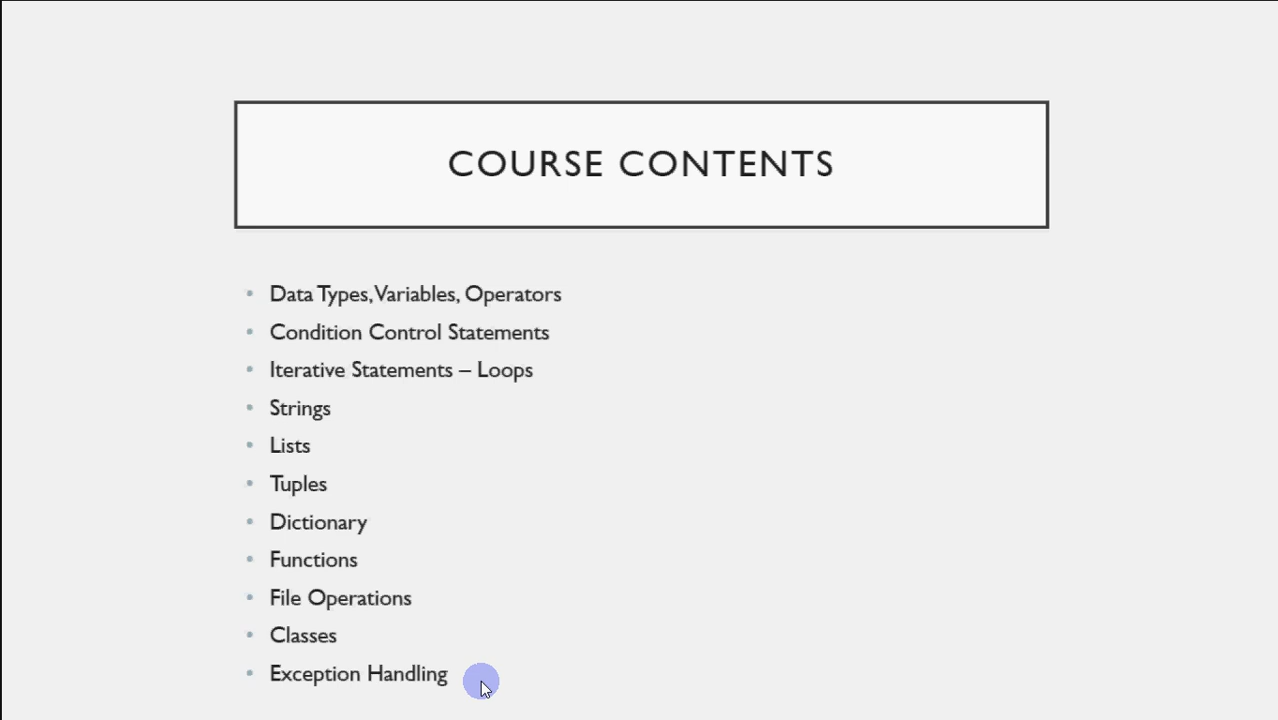 COURSE CONTENTS
• Data Types, Variables, Operators
• Condition Control Statements
• Iterative Statements – Loops
• Strings
• Lists
• Tuples
• Dictionary
• Functions
• File Operations
• Classes
• Exception Handling